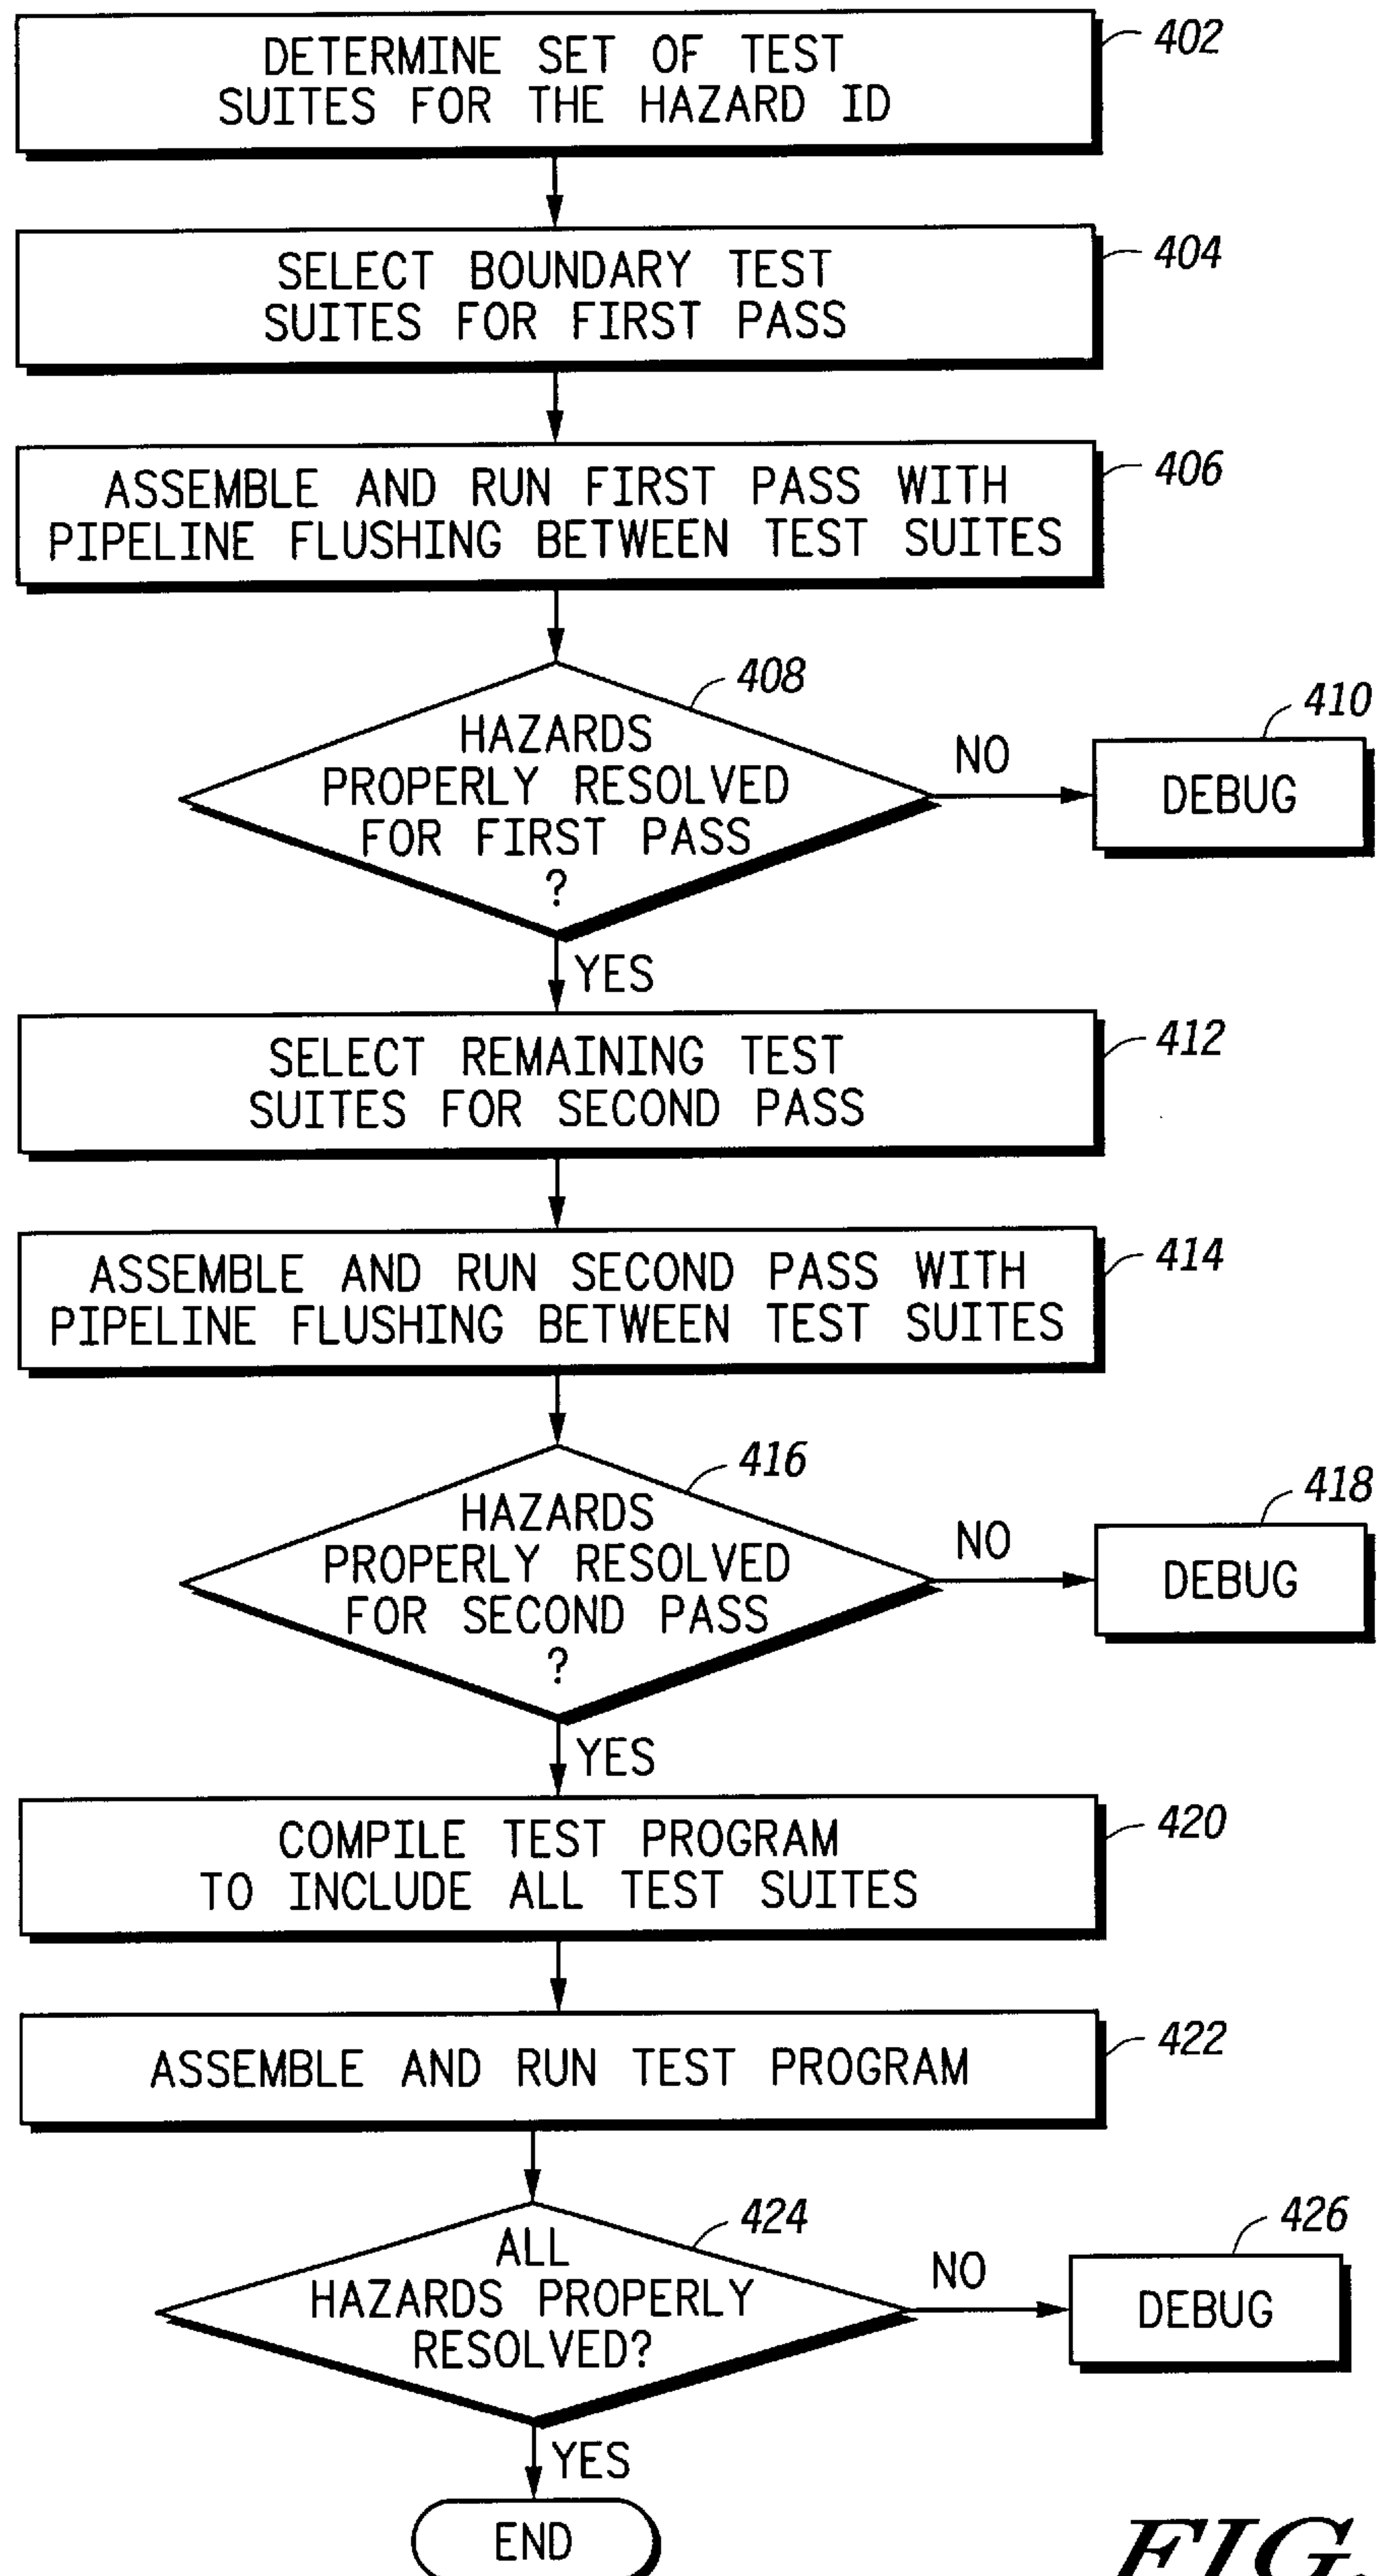 DETERMINE SET OF TEST
SUITES FOR THE HAZARD ID
402
SELECT BOUNDARY TEST
SUITES FOR FIRST PASS
404
ASSEMBLE AND RUN FIRST PASS WITH
PIPELINE FLUSHING BETWEEN TEST SUITES
406
HAZARDS
PROPERLY RESOLVED
FOR FIRST PASS
?
408
NO
DEBUG
410
YES
SELECT REMAINING TEST
SUITES FOR SECOND PASS
412
ASSEMBLE AND RUN SECOND PASS WITH
PIPELINE FLUSHING BETWEEN TEST SUITES
414
HAZARDS
PROPERLY RESOLVED
FOR SECOND PASS
?
416
NO
DEBUG
418
YES
COMPILE TEST PROGRAM
TO INCLUDE ALL TEST SUITES
420
ASSEMBLE AND RUN TEST PROGRAM
422
ALL
HAZARDS PROPERLY
RESOLVED?
424
NO
DEBUG
426
YES
END
FIG.